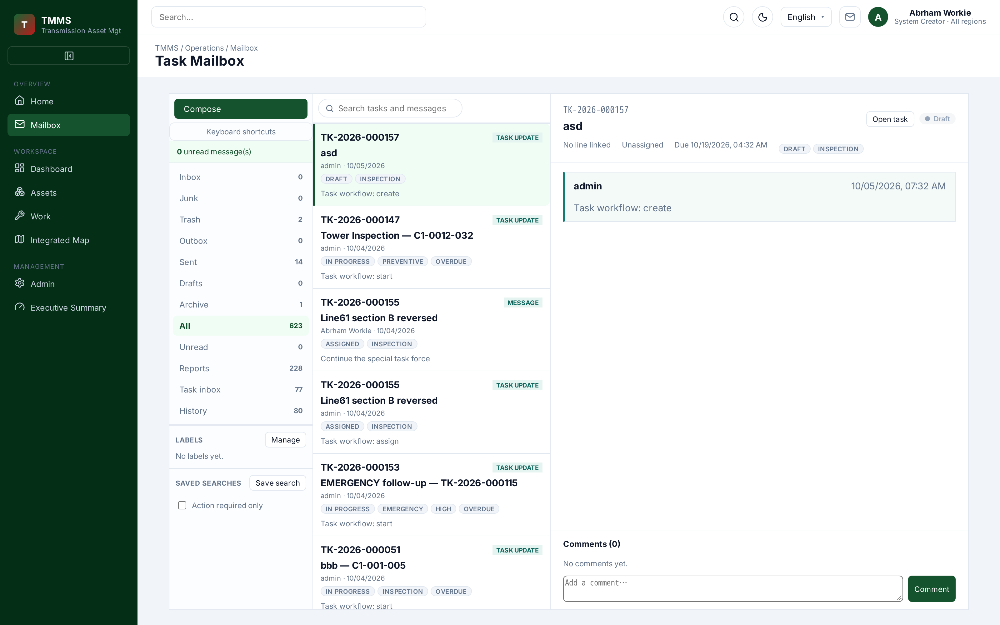 T
TMMS
Transmission Asset Mgt
OVERVIEW
Home
Mailbox
WORKSPACE
Dashboard
Assets
Work
Integrated Map
MANAGEMENT
Admin
Executive Summary
Search...
English
A
Abrham Workie
System Creator · All regions
TMMS / Operations / Mailbox
Task Mailbox
Compose
Keyboard shortcuts
0 unread message(s)
Inbox 0
Junk 0
Trash 2
Outbox 0
Sent 14
Drafts 0
Archive 1
All 623
Unread 0
Reports 228
Task inbox 77
History 80
LABELS Manage
No labels yet.
SAVED SEARCHES Save search
Action required only
Search tasks and messages
TK-2026-000157 TASK UPDATE
asd
admin · 10/05/2026
DRAFT INSPECTION
Task workflow: create
TK-2026-000147 TASK UPDATE
Tower Inspection — C1-0012-032
admin · 10/04/2026
IN PROGRESS PREVENTIVE OVERDUE
Task workflow: start
TK-2026-000155 MESSAGE
Line61 section B reversed
Abrham Workie · 10/04/2026
ASSIGNED INSPECTION
Continue the special task force
TK-2026-000155 TASK UPDATE
Line61 section B reversed
admin · 10/04/2026
ASSIGNED INSPECTION
Task workflow: assign
TK-2026-000153 TASK UPDATE
EMERGENCY follow-up — TK-2026-000115
admin · 10/04/2026
IN PROGRESS EMERGENCY HIGH OVERDUE
Task workflow: start
TK-2026-000051 TASK UPDATE
bbb — C1-001-005
admin · 10/04/2026
IN PROGRESS INSPECTION OVERDUE
Task workflow: start
TK-2026-000157
asd
Open task Draft
No line linked Unassigned Due 10/19/2026, 04:32 AM DRAFT INSPECTION
admin 10/05/2026, 07:32 AM
Task workflow: create
Comments (0)
No comments yet.
Add a comment…
Comment